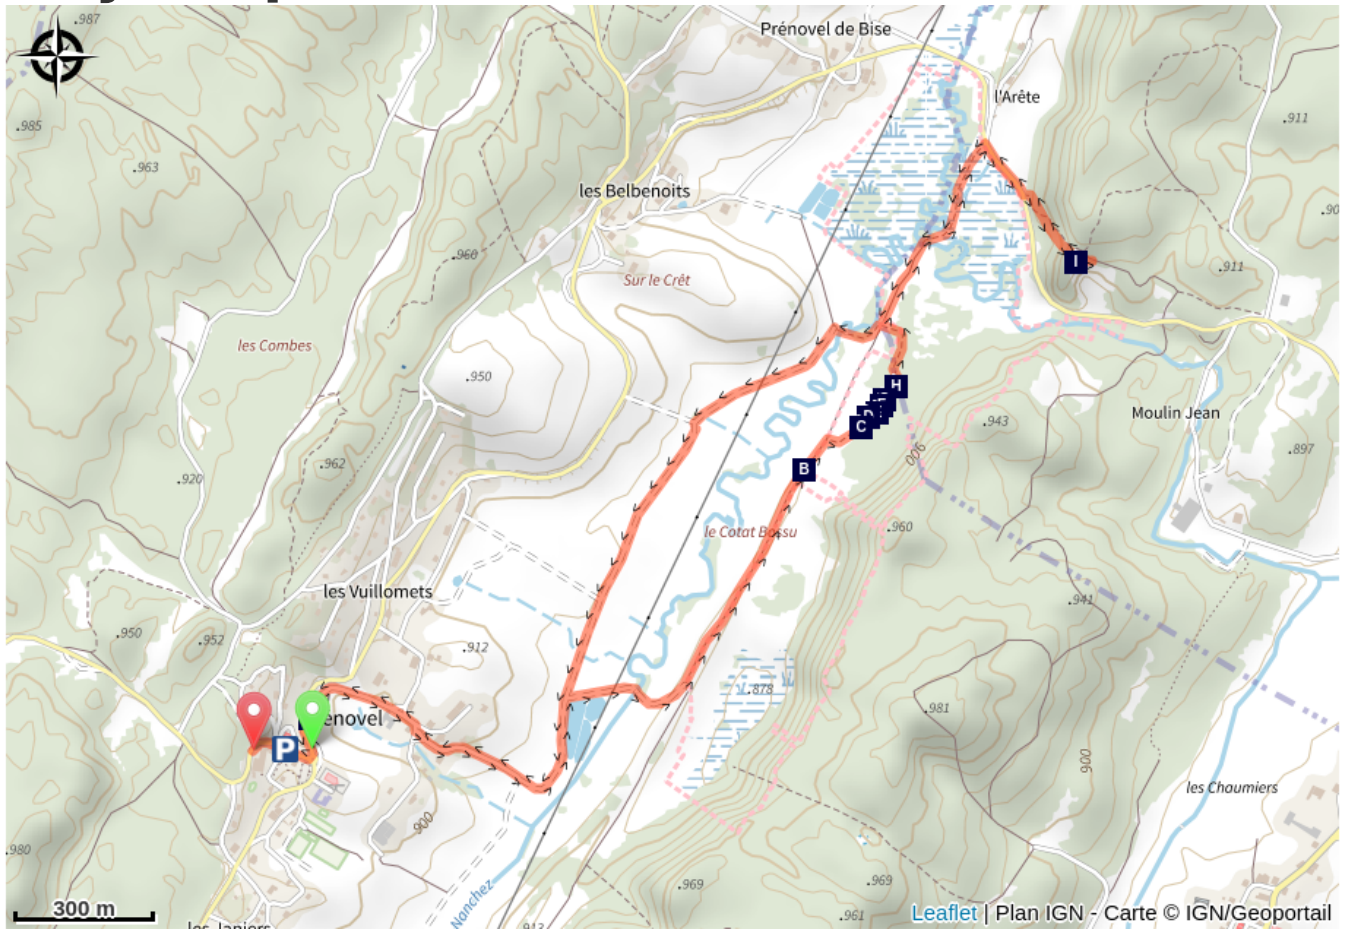 .987
Prénovel de Bise
l'Arête
.985
.911
.963
les Belbenoits
.960
Sur le Crêt
.911
les Combes
.950
H
Moulin Jean
C
.943
B
900
.897
.962
.920
le Cotat Bossu
.960
I
les Vuillomets
.941
.950
.952
.912
.878
.981
P
900
les Chaumiers
900
.980
.969
.969
Nanchez
300 m
.961
Leaflet | Plan IGN - Carte © IGN/Geoportail